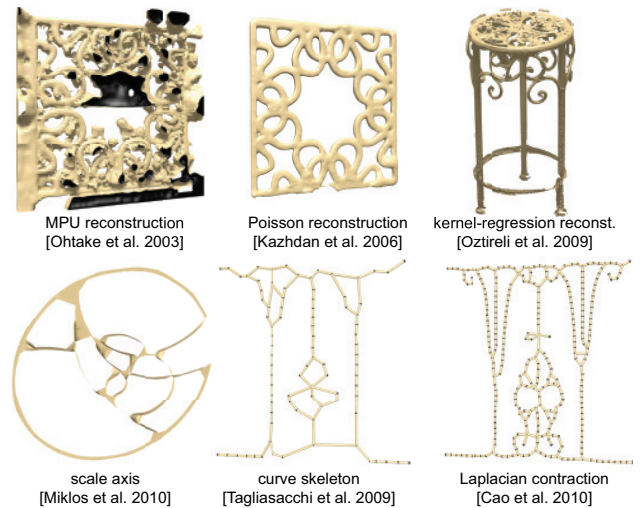 MPU reconstruction
[Ohtake et al. 2003]
Poisson reconstruction
[Kazhdan et al. 2006]
kernel-regression reconst.
[Oztireli et al. 2009]
scale axis
[Miklos et al. 2010]
curve skeleton
[Tagliasacchi et al. 2009]
Laplacian contraction
[Cao et al. 2010]